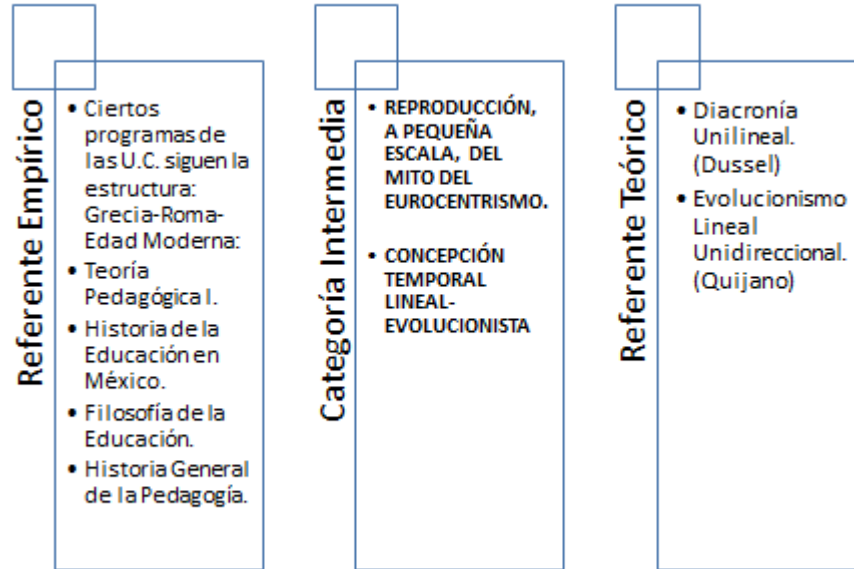 Referente Empírico
• Ciertos
programas de
las U.C. siguen la
estructura:
Grecia-Roma-
Edad Moderna:
• Teoría
Pedagógica I.
• Historia de la
Educación en
México.
• Filosofía de la
Educación.
• Historia General
de la Pedagogía.
Categoría Intermedia
• REPRODUCCIÓN,
A PEQUEÑA
ESCALA, DEL
MITO DEL
EUROCENTRISMO.
• CONCEPCIÓN
TEMPORAL
LINEAL-
EVOLUCIONISTA
Referente Teórico
• Diacronía
Unilineal.
(Dussel)
• Evolucionismo
Lineal
Unidireccional.
(Quijano)